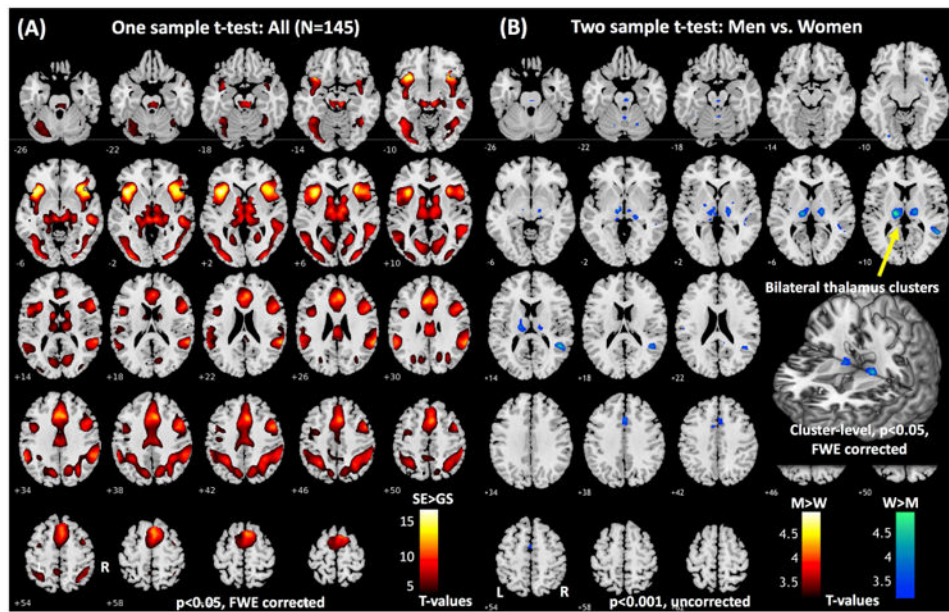 (A) One sample t-test: All (N=145)
-26 -22 -18 -14 -10
-6 -2 +2 +6 +10
+14 +18 +22 +26 +30
+34 +38 +42 +46 +50
SE>GS
15
10
5
T-values
L R
+54 +58
p<0.05, FWE corrected
(B) Two sample t-test: Men vs. Women
-26 -22 -18 -14 -10
-6 -2 +2 +6 +10
Bilateral thalamus clusters
+14 +18 +22
Cluster-level, p<0.05,
FWE corrected
+34 +38 +42 +46 +50
M>W W>M
4.5 4.5
4.0 4.0
3.5 3.5
T-values
L R
+54 +58
p<0.001, uncorrected